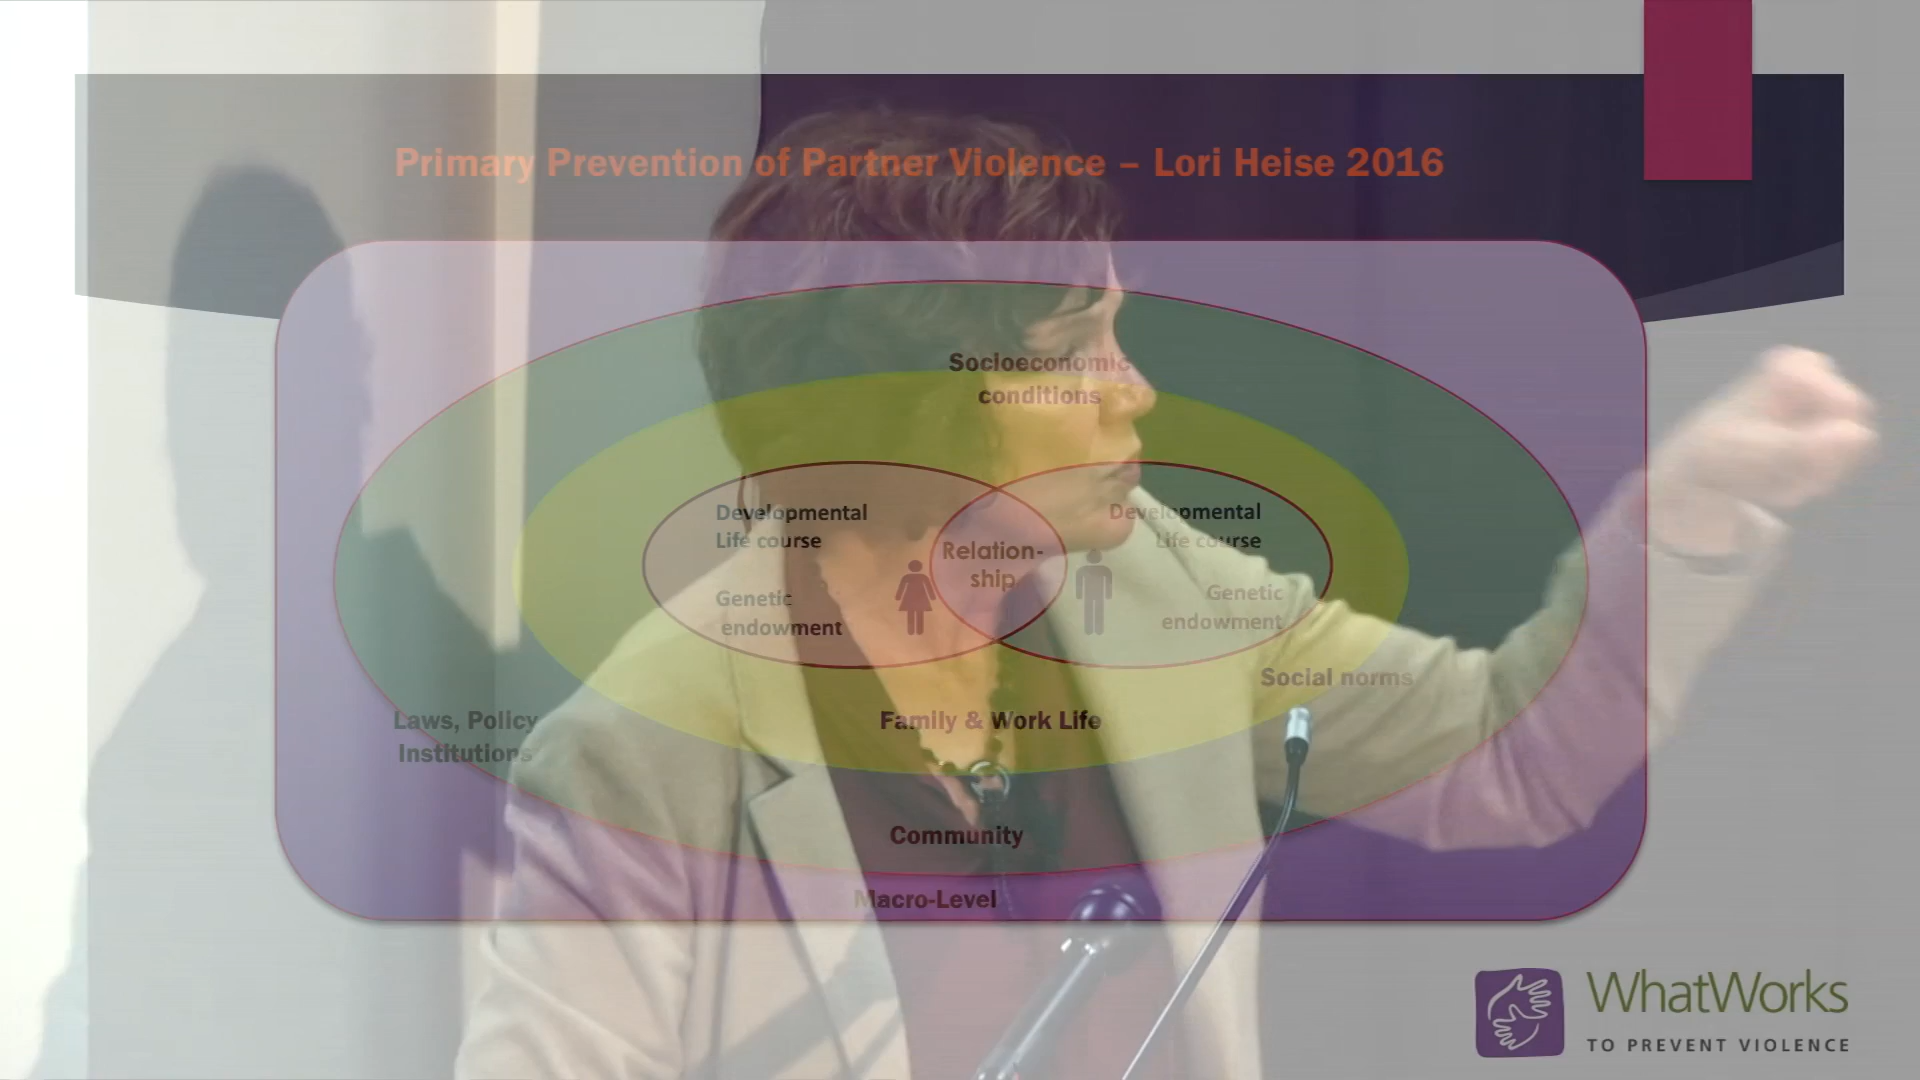 Primary Prevention of Partner Violence – Lori Heise 2016
Socioeconomic
conditions
Developmental
Life course
Genetic
endowment
Relation-
ship
Developmental
Life course
Genetic
endowment
Social norms
Laws, Policy
Institutions
Family & Work Life
Community
Macro-Level
WhatWorks
TO PREVENT VIOLENCE